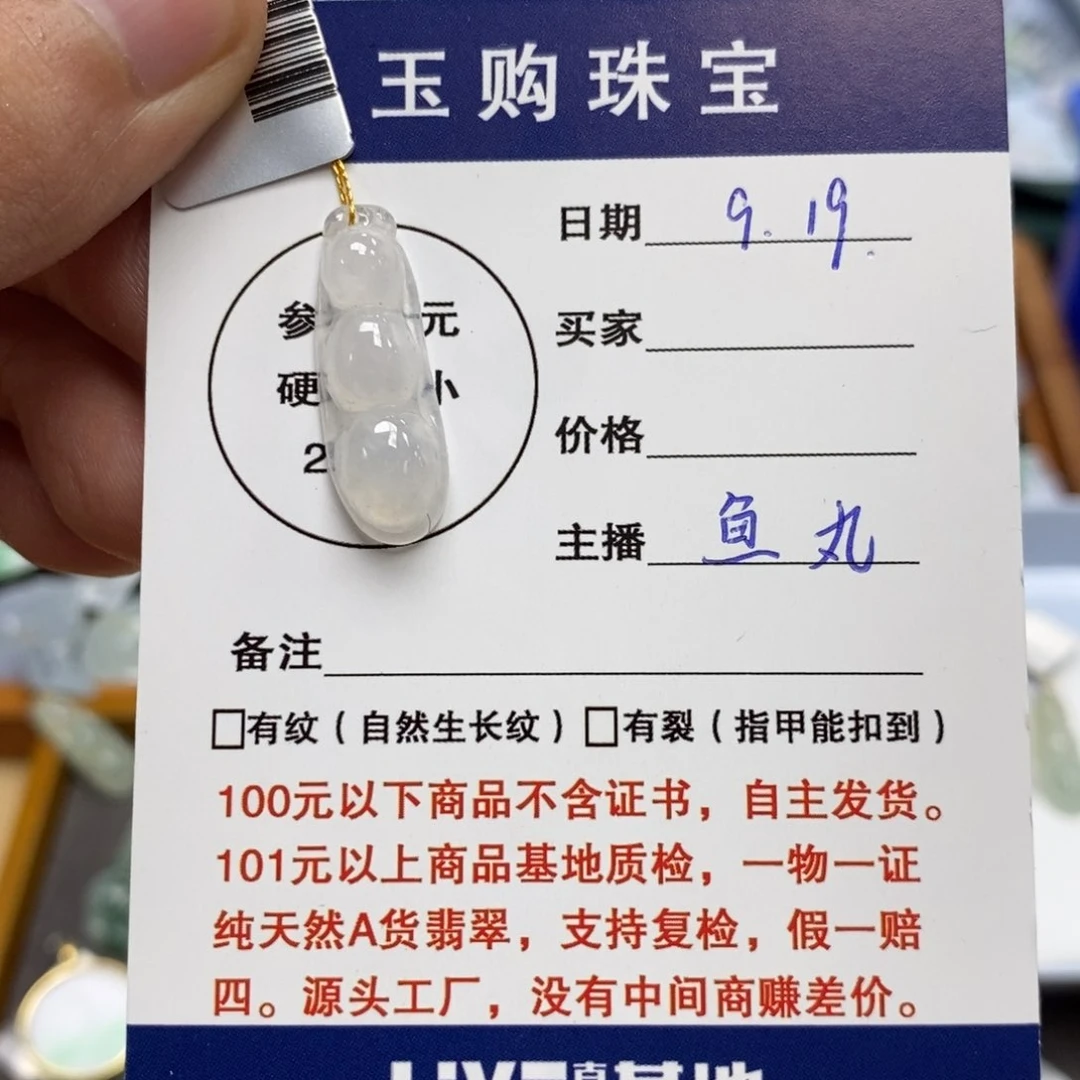 玉购珠宝
日期 9.19.
参 元
买家
硬 小
价格
2
主播 鱼丸
备注
□有纹（自然生长纹）□有裂（指甲能扣到）
100元以下商品不含证书，自主发货。
101元以上商品基地质检，一物一证
纯天然A货翡翠，支持复检，假一赔
四。源头工厂，没有中间商赚差价。